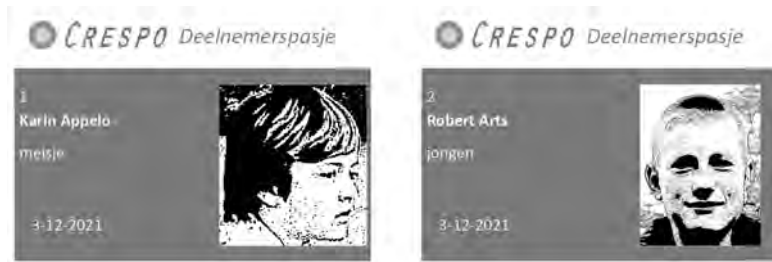 CRESPO Deelnemerspasje
1
Karin Appelo
meisje
3-12-2021
CRESPO Deelnemerspasje
2
Robert Arts
jongen
3-12-2021